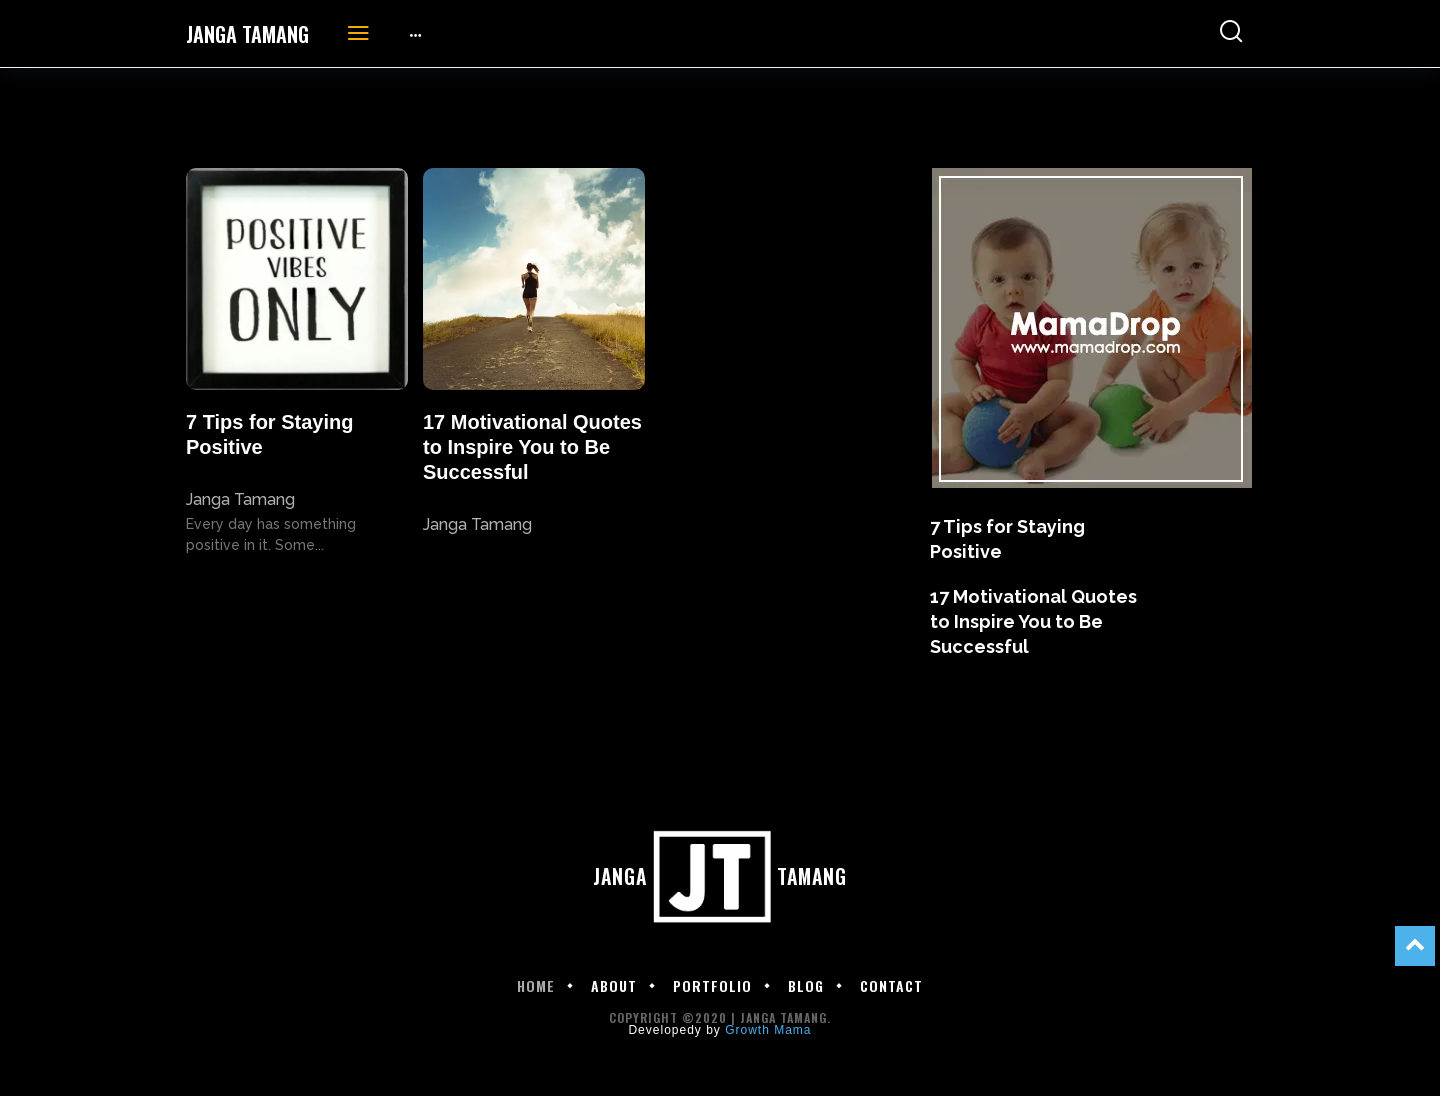 JANGA TAMANG
...
POSITIVE
VIBES
ONLY
7 Tips for Staying
Positive
Janga Tamang
Every day has something
positive in it. Some...
17 Motivational Quotes
to Inspire You to Be
Successful
Janga Tamang
MamaDrop
www.mamadrop.com
7 Tips for Staying
Positive
17 Motivational Quotes
to Inspire You to Be
Successful
JANGA JT TAMANG
HOME • ABOUT • PORTFOLIO • BLOG • CONTACT
COPYRIGHT ©2020 | JANGA TAMANG.
Developedy by Growth Mama